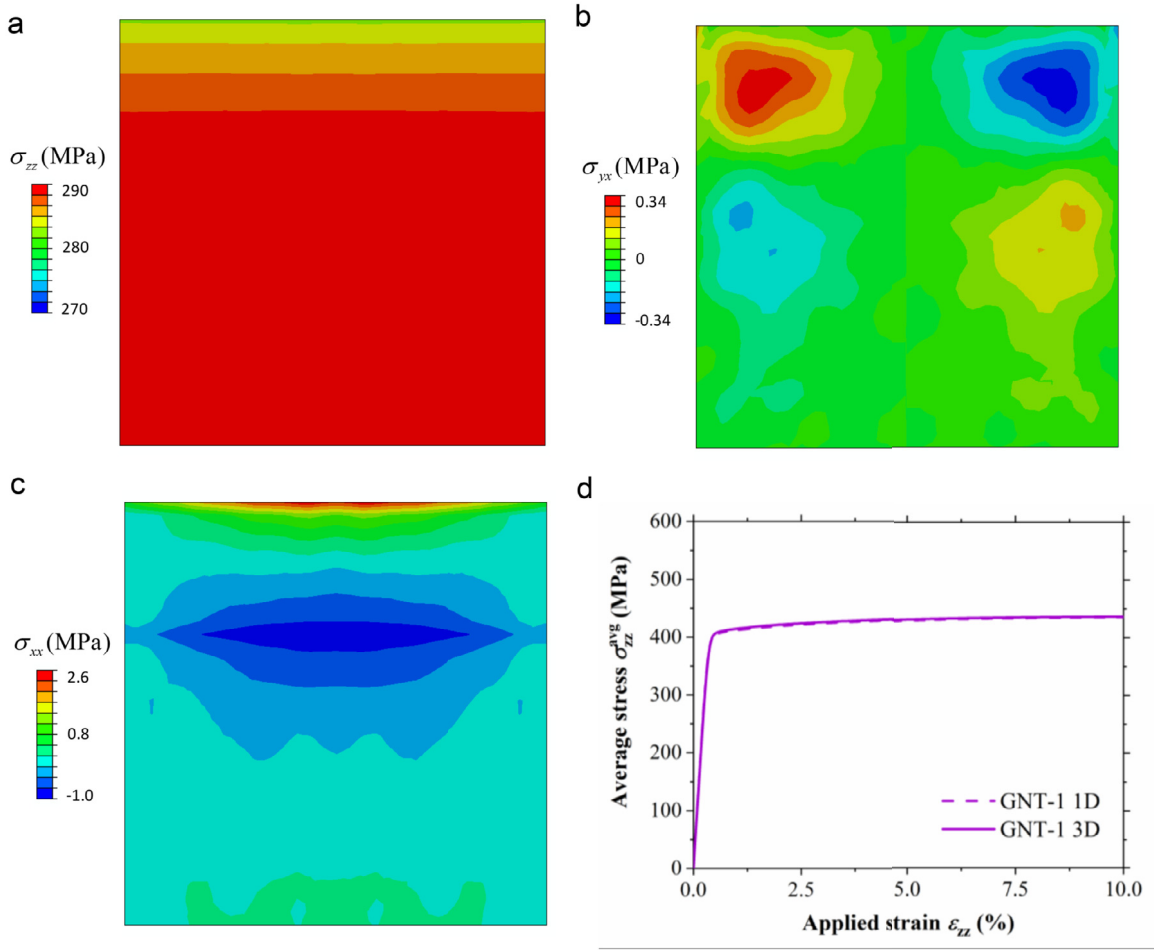 a
σzz (MPa)
290
280
270
b
σyx (MPa)
0.34
0
-0.34
c
σxx (MPa)
2.6
0.8
-1.0
d
Average stress σzz^avg (MPa)
600
500
400
300
200
100
0
GNT-1 1D
GNT-1 3D
0.0 2.5 5.0 7.5 10.0
Applied strain εzz (%)